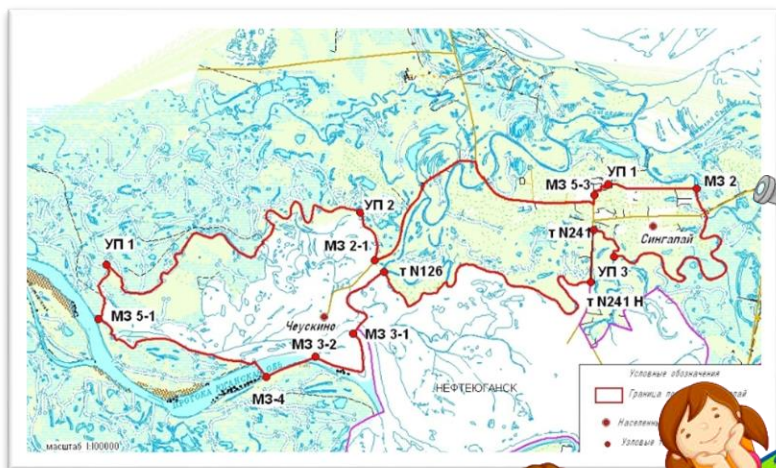 УП 1
МЗ 5-3
МЗ 2
УП 2
т N241
Сингапай
МЗ 2-1
УП 1
т N126
УП 3
т N241 Н
МЗ 5-1
Чеускино
МЗ 3-1
МЗ 3-2
МЗ-4
НЕФТЕЮГАНСК
Условные обозначения
Граница
масштаб 1:100000